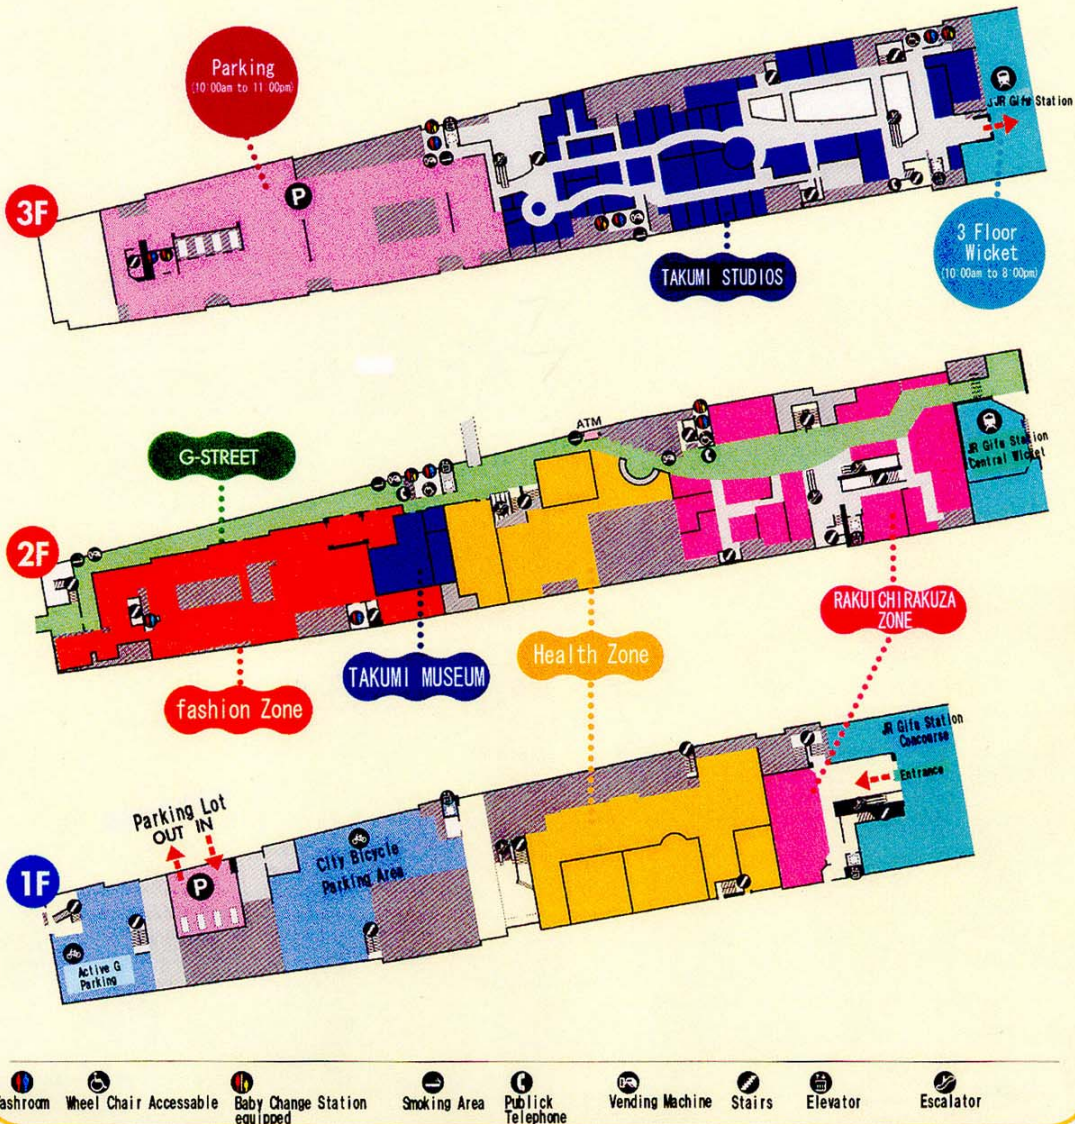 Parking
(10:00am to 11:00pm)
P
JR Gifu Station
3F
3 Floor
Wicket
(10:00am to 8:00pm)
TAKUMI STUDIOS
ATM
G-STREET
JR Gifu Station
Central Wicket
2F
RAKUICHIRAKUZA
ZONE
Health Zone
TAKUMI MUSEUM
fashion Zone
JR Gifu Station
Concourse
Entrance
Parking Lot
OUT IN
City Bicycle
Parking Area
1F
P
Active G
Parking
ashroom
Wheel Chair Accessable
Baby Change Station
equipped
Smoking Area
Publick
Telephone
Vending Machine
Stairs
Elevator
Escalator